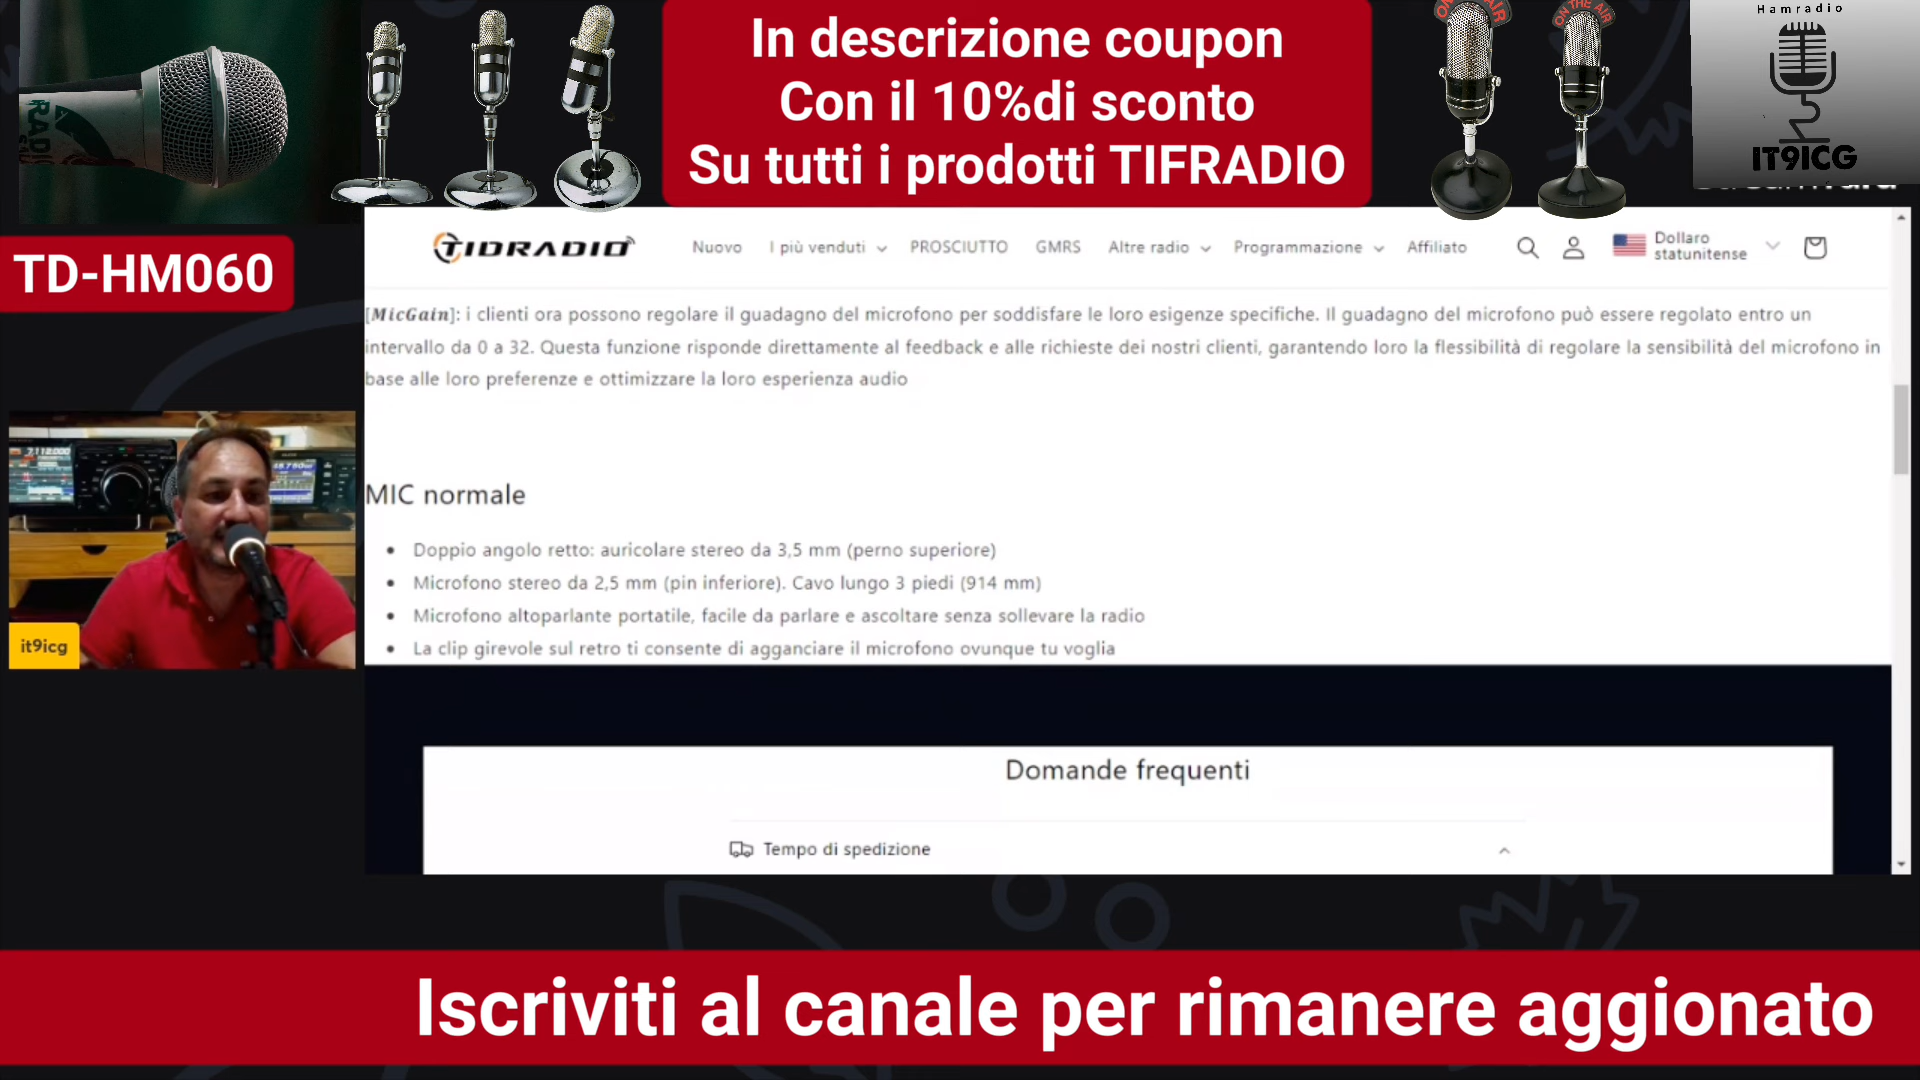 In descrizione coupon
Con il 10%di sconto
Su tutti i prodotti TIFRADIO
ON THE AIR
Hamradio
IT9ICG
TD-HM060
TIDRADIO
Nuovo
I più venduti
PROSCIUTTO
GMRS
Altre radio
Programmazione
Affiliato
Dollaro
statunitense
[MicGain]: i clienti ora possono regolare il guadagno del microfono per soddisfare le loro esigenze specifiche. Il guadagno del microfono può essere regolato entro un
intervallo da 0 a 32. Questa funzione risponde direttamente al feedback e alle richieste dei nostri clienti, garantendo loro la flessibilità di regolare la sensibilità del microfono in
base alle loro preferenze e ottimizzare la loro esperienza audio
MIC normale
Doppio angolo retto: auricolare stereo da 3,5 mm (perno superiore)
Microfono stereo da 2,5 mm (pin inferiore). Cavo lungo 3 piedi (914 mm)
Microfono altoparlante portatile, facile da parlare e ascoltare senza sollevare la radio
La clip girevole sul retro ti consente di agganciare il microfono ovunque tu voglia
it9icg
Domande frequenti
Tempo di spedizione
Iscriviti al canale per rimanere aggionato